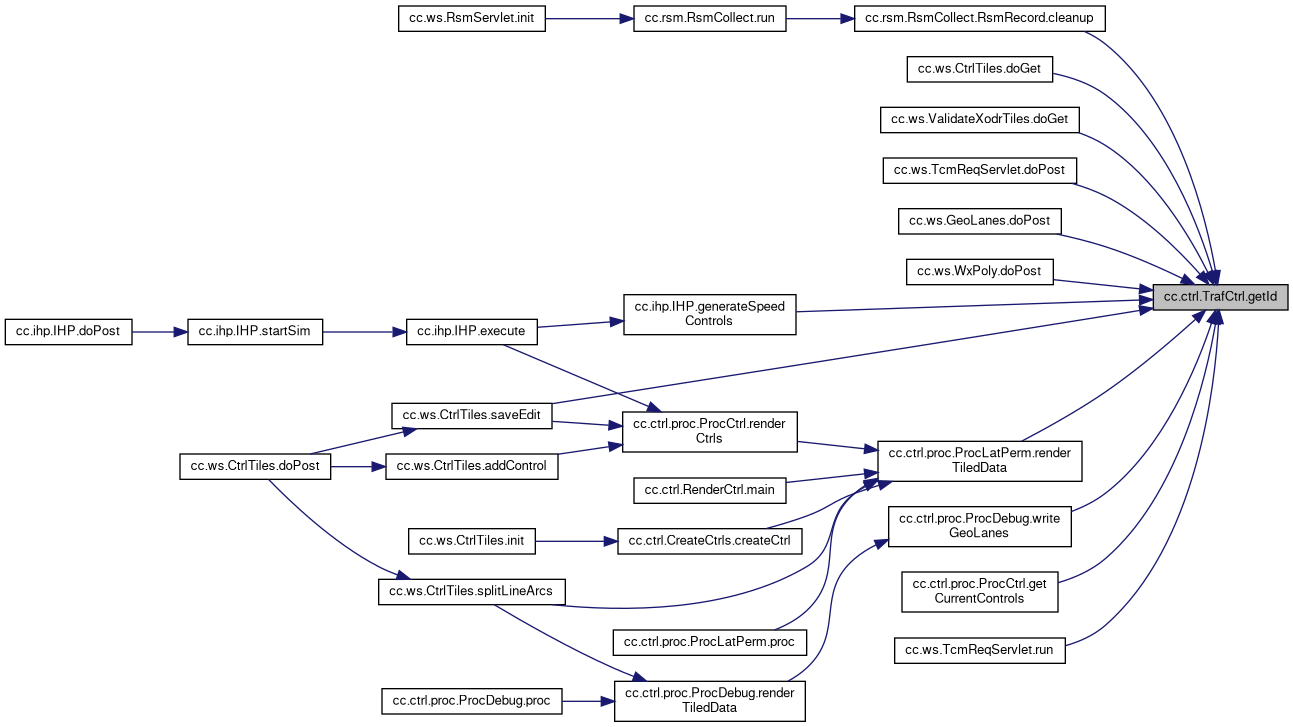 cc.ws.RsmServlet.init
cc.rsm.RsmCollect.run
cc.rsm.RsmCollect.RsmRecord.cleanup
cc.ws.CtrlTiles.doGet
cc.ws.ValidateXodrTiles.doGet
cc.ws.TcmReqServlet.doPost
cc.ws.GeoLanes.doPost
cc.ws.WxPoly.doPost
cc.ctrl.TrafCtrl.getId
cc.ihp.IHP.generateSpeed
Controls
cc.ihp.IHP.doPost
cc.ihp.IHP.startSim
cc.ihp.IHP.execute
cc.ws.CtrlTiles.saveEdit
cc.ctrl.proc.ProcCtrl.render
Ctrls
cc.ctrl.proc.ProcLatPerm.render
TiledData
cc.ws.CtrlTiles.doPost
cc.ws.CtrlTiles.addControl
cc.ctrl.RenderCtrl.main
cc.ctrl.proc.ProcDebug.write
GeoLanes
cc.ws.CtrlTiles.init
cc.ctrl.CreateCtrls.createCtrl
cc.ws.CtrlTiles.splitLineArcs
cc.ctrl.proc.ProcCtrl.get
CurrentControls
cc.ctrl.proc.ProcLatPerm.proc
cc.ws.TcmReqServlet.run
cc.ctrl.proc.ProcDebug.proc
cc.ctrl.proc.ProcDebug.render
TiledData